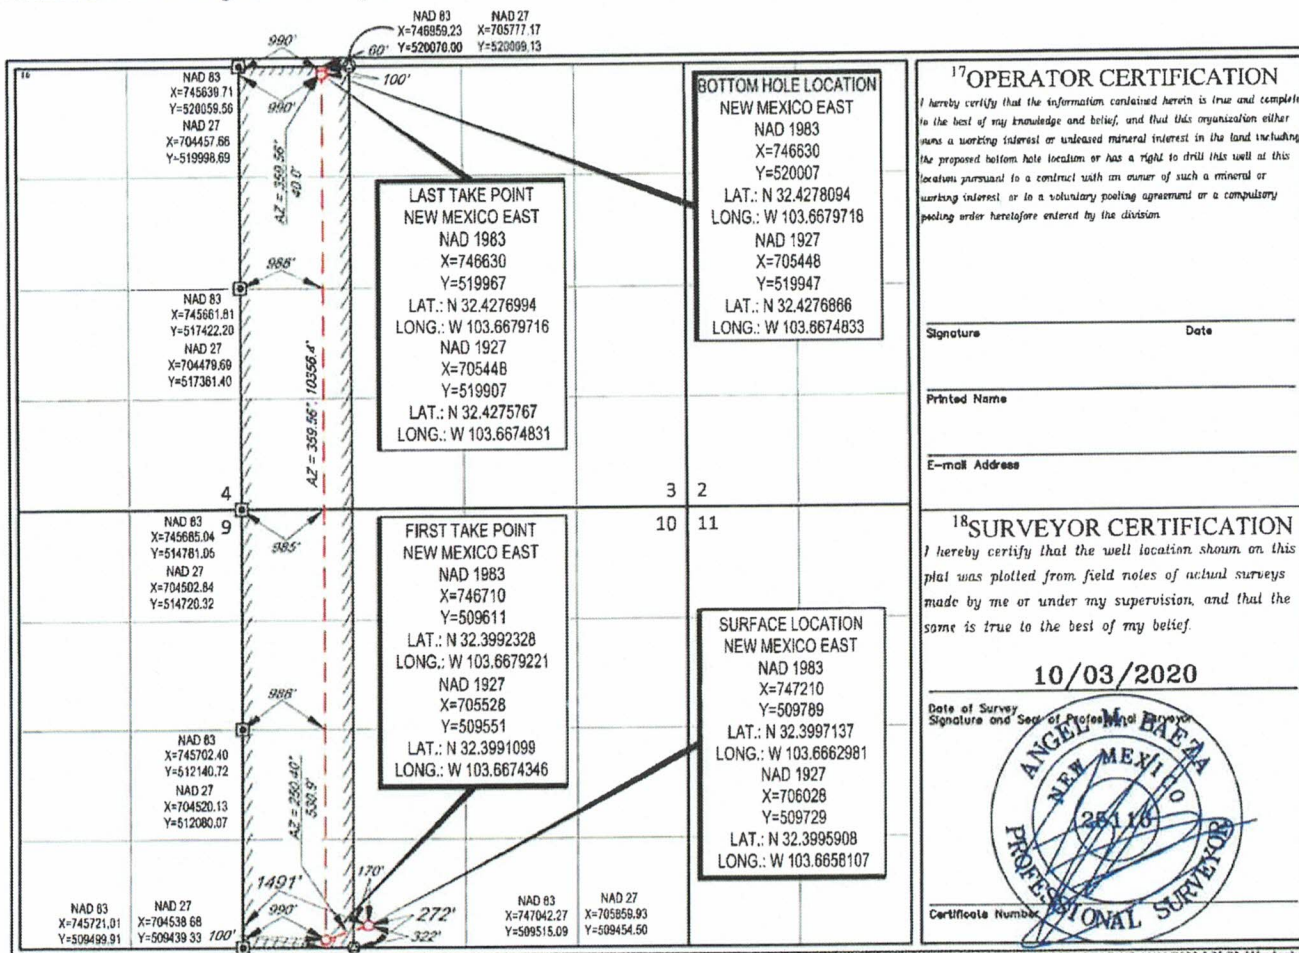 NAD 83
X=746959.23
Y=520070.00
NAD 27
X=705777.17
Y=520009.13
990'
60'
100'
16
NAD 83
X=745639.71
Y=520059.56
NAD 27
X=704457.66
Y=519998.69
990'
AZ = 359.56°
40.0'
LAST TAKE POINT
NEW MEXICO EAST
NAD 1983
X=746630
Y=519967
LAT.: N 32.4276994
LONG.: W 103.6679716
NAD 1927
X=705448
Y=519907
LAT.: N 32.4275767
LONG.: W 103.6674831
BOTTOM HOLE LOCATION
NEW MEXICO EAST
NAD 1983
X=746630
Y=520007
LAT.: N 32.4278094
LONG.: W 103.6679718
NAD 1927
X=705448
Y=519947
LAT.: N 32.4276866
LONG.: W 103.6674833
988'
NAD 83
X=745661.81
Y=517422.20
NAD 27
X=704479.69
Y=517361.40
AZ = 359.56°, 10356.4'
4
3 2
9
10 11
NAD 83
X=745685.04
Y=514781.05
NAD 27
X=704502.84
Y=514720.32
985'
FIRST TAKE POINT
NEW MEXICO EAST
NAD 1983
X=746710
Y=509611
LAT.: N 32.3992328
LONG.: W 103.6679221
NAD 1927
X=705528
Y=509551
LAT.: N 32.3991099
LONG.: W 103.6674346
SURFACE LOCATION
NEW MEXICO EAST
NAD 1983
X=747210
Y=509789
LAT.: N 32.3997137
LONG.: W 103.6662981
NAD 1927
X=706028
Y=509729
LAT.: N 32.3995908
LONG.: W 103.6658107
988'
NAD 83
X=745702.40
Y=512140.72
NAD 27
X=704520.13
Y=512080.07
AZ = 250.40°
530.9'
1491'
170'
990'
272'
322'
100'
NAD 83
X=745721.01
Y=509499.91
NAD 27
X=704538.68
Y=509439.33
NAD 83
X=747042.27
Y=509515.09
NAD 27
X=705859.93
Y=509454.50
17 OPERATOR CERTIFICATION
I hereby certify that the information contained herein is true and complete
to the best of my knowledge and belief, and that this organization either
owns a working interest or unleased mineral interest in the land including
the proposed bottom hole location or has a right to drill this well at this
location pursuant to a contract with an owner of such a mineral or
working interest, or to a voluntary pooling agreement or a compulsory
pooling order heretofore entered by the division.
Signature Date
Printed Name
E-mail Address
18 SURVEYOR CERTIFICATION
I hereby certify that the well location shown on this
plat was plotted from field notes of actual surveys
made by me or under my supervision, and that the
same is true to the best of my belief.
10/03/2020
Date of Survey
Signature and Seal of Professional Surveyor
ANGEL M. BAEZA
NEW MEXICO
25116
PROFESSIONAL SURVEYOR
Certificate Number